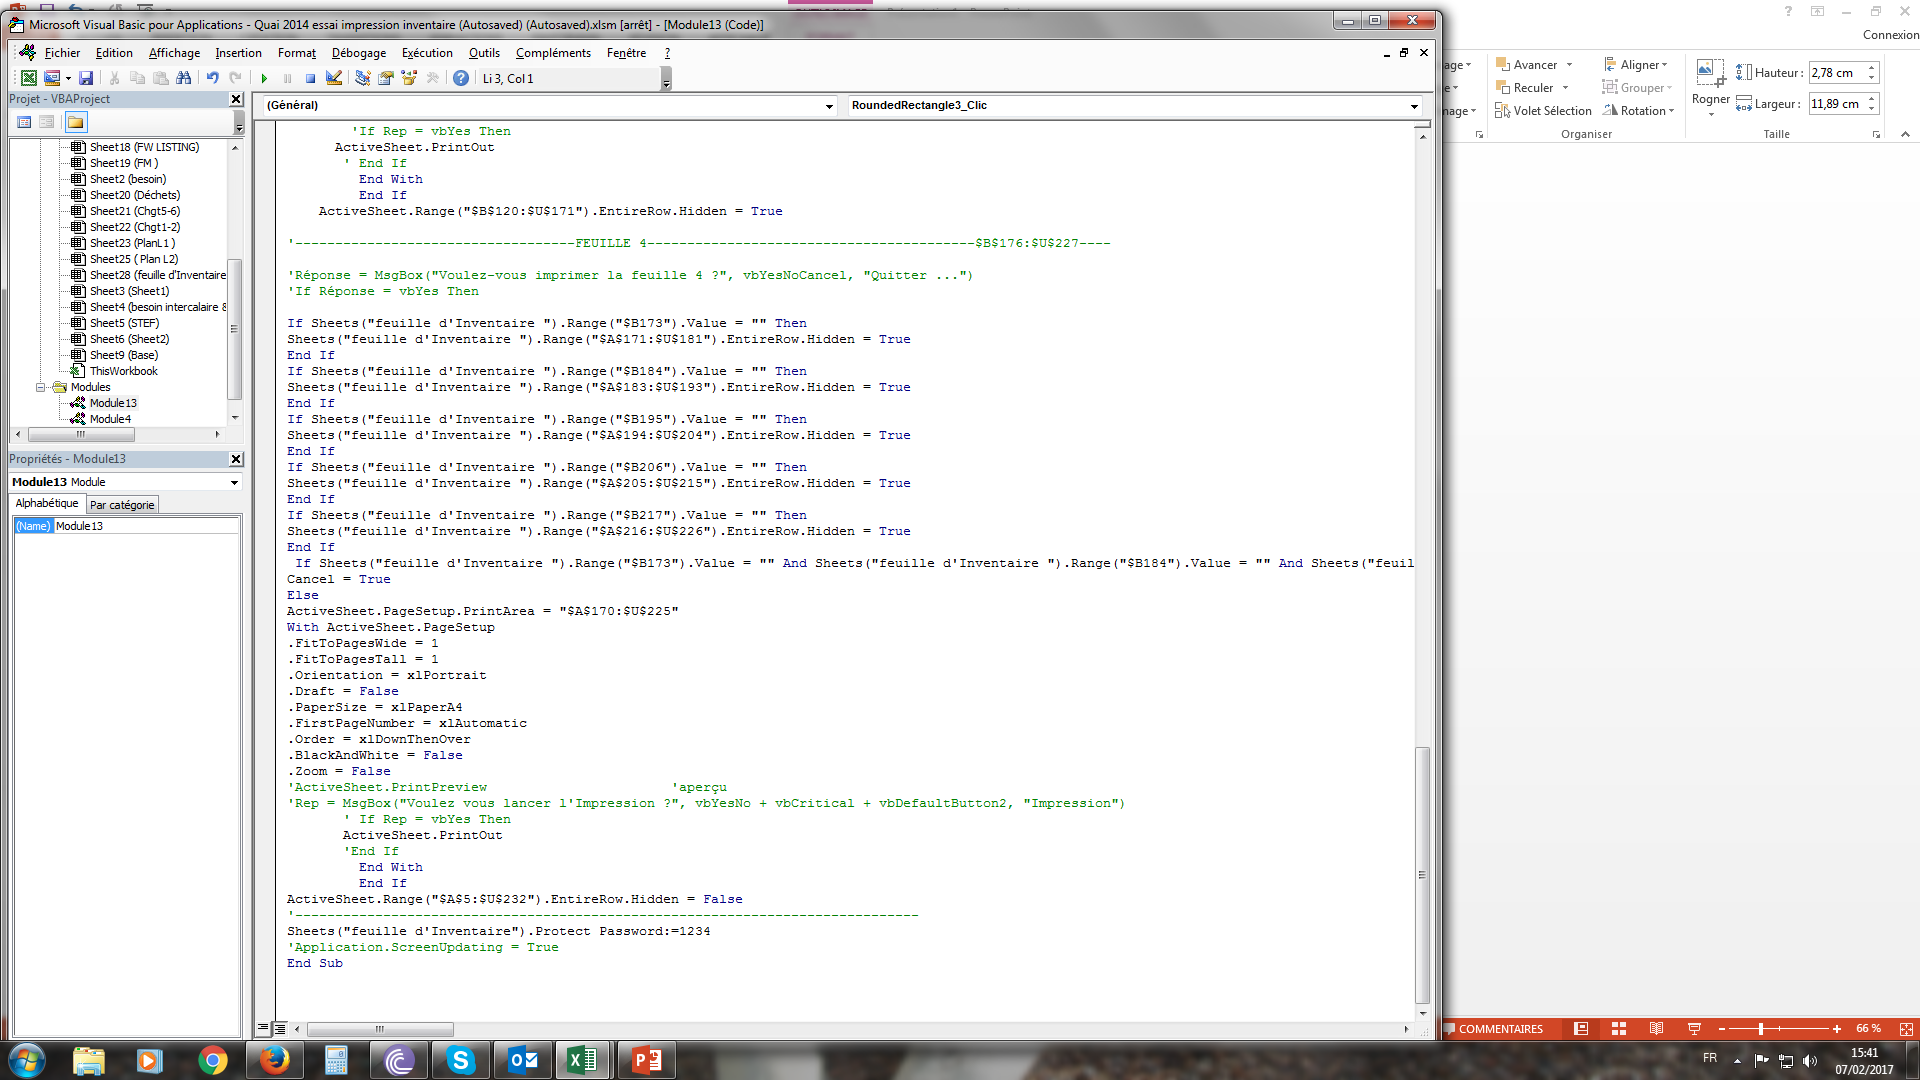 Microsoft Visual Basic pour Applications - Quai 2014 essai impression inventaire (Autosaved) (Autosaved).xlsm [arrêt] - [Module13 (Code)]
Connexion
Fichier Edition Affichage Insertion Format Débogage Exécution Outils Compléments Fenêtre ?
Li 3, Col 1
Avancer
Aligner
Hauteur : 2,78 cm
Reculer
Grouper
Rogner
Largeur : 11,89 cm
Volet Sélection
Rotation
Organiser
Taille
Projet - VBAProject
(Général)
RoundedRectangle3_Clic
Sheet18 (FW LISTING)
Sheet19 (FM )
Sheet2 (besoin)
Sheet20 (Déchets)
Sheet21 (Chgt5-6)
Sheet22 (Chgt1-2)
Sheet23 (PlanL1 )
Sheet25 ( Plan L2)
Sheet28 (feuille d'Inventaire
Sheet3 (Sheet1)
Sheet4 (besoin intercalaire &
Sheet5 (STEF)
Sheet6 (Sheet2)
Sheet9 (Base)
ThisWorkbook
Modules
Module13
Module4
Propriétés - Module13
Module13 Module
Alphabétique Par catégorie
(Name) Module13
'If Rep = vbYes Then
ActiveSheet.PrintOut
' End If
End With
End If
ActiveSheet.Range("$B$120:$U$171").EntireRow.Hidden = True
'-----------------------------------FEUILLE 4-----------------------------------------$B$176:$U$227----
'Réponse = MsgBox("Voulez-vous imprimer la feuille 4 ?", vbYesNoCancel, "Quitter ...")
'If Réponse = vbYes Then
If Sheets("feuille d'Inventaire ").Range("$B173").Value = "" Then
Sheets("feuille d'Inventaire ").Range("$A$171:$U$181").EntireRow.Hidden = True
End If
If Sheets("feuille d'Inventaire ").Range("$B184").Value = "" Then
Sheets("feuille d'Inventaire ").Range("$A$183:$U$193").EntireRow.Hidden = True
End If
If Sheets("feuille d'Inventaire ").Range("$B195").Value = "" Then
Sheets("feuille d'Inventaire ").Range("$A$194:$U$204").EntireRow.Hidden = True
End If
If Sheets("feuille d'Inventaire ").Range("$B206").Value = "" Then
Sheets("feuille d'Inventaire ").Range("$A$205:$U$215").EntireRow.Hidden = True
End If
If Sheets("feuille d'Inventaire ").Range("$B217").Value = "" Then
Sheets("feuille d'Inventaire ").Range("$A$216:$U$226").EntireRow.Hidden = True
End If
If Sheets("feuille d'Inventaire ").Range("$B173").Value = "" And Sheets("feuille d'Inventaire ").Range("$B184").Value = "" And Sheets("feuil
Cancel = True
Else
ActiveSheet.PageSetup.PrintArea = "$A$170:$U$225"
With ActiveSheet.PageSetup
.FitToPagesWide = 1
.FitToPagesTall = 1
.Orientation = xlPortrait
.Draft = False
.PaperSize = xlPaperA4
.FirstPageNumber = xlAutomatic
.Order = xlDownThenOver
.BlackAndWhite = False
.Zoom = False
'ActiveSheet.PrintPreview 'aperçu
'Rep = MsgBox("Voulez vous lancer l'Impression ?", vbYesNo + vbCritical + vbDefaultButton2, "Impression")
' If Rep = vbYes Then
ActiveSheet.PrintOut
'End If
End With
End If
ActiveSheet.Range("$A$5:$U$232").EntireRow.Hidden = False
'------------------------------------------------------------------------------
Sheets("feuille d'Inventaire").Protect Password:=1234
'Application.ScreenUpdating = True
End Sub
COMMENTAIRES
66 %
FR
15:41
07/02/2017